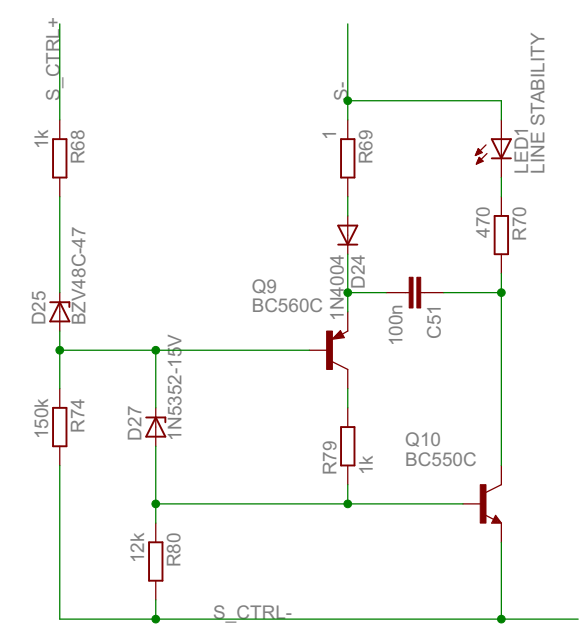 S_CTRL+
S-
LED1
LINE STABILITY
1k
R68
1
R69
470
R70
D25
BZV48C-47
Q9
BC560C
1N4004
D24
100n
C51
150k
R74
D27
1N5352-15V
R79
1k
Q10
BC550C
12k
R80
S_CTRL-